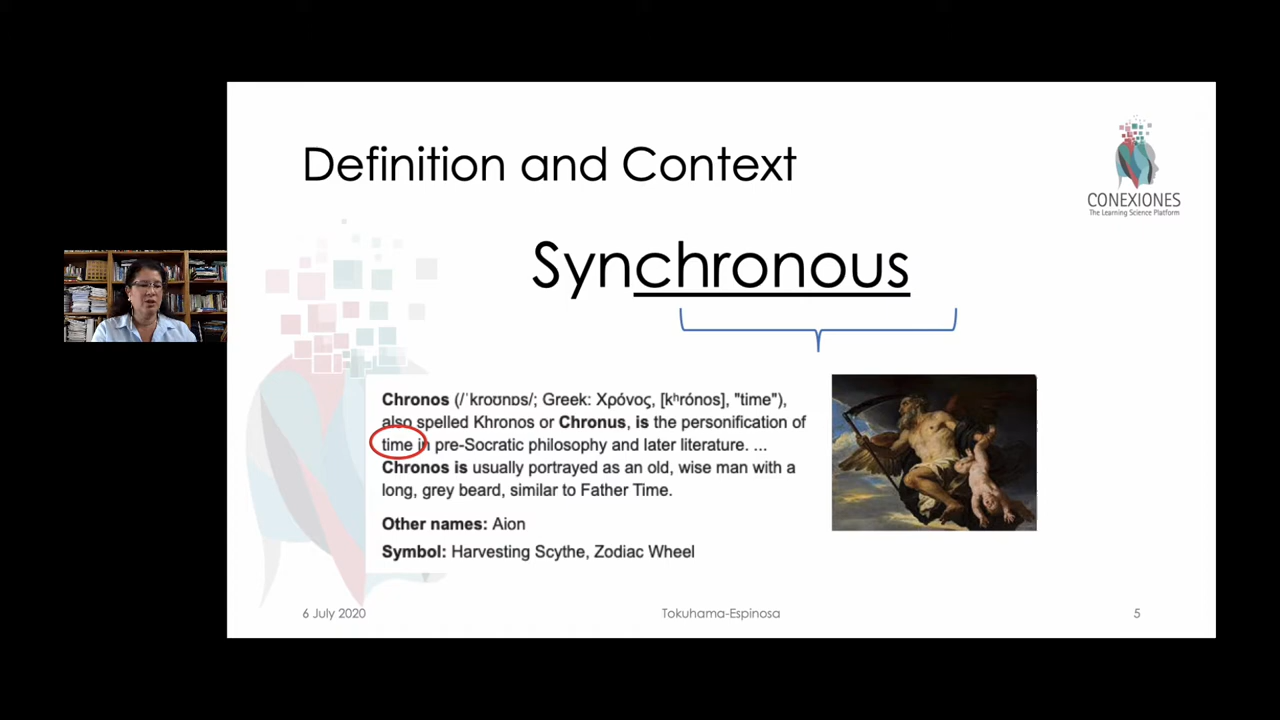 Definition and Context
CONEXIONES
The Learning Science Platform
Synchronous
Chronos (/ˈkroʊnɒs/; Greek: Χρόνος, [kʰrónos], "time"),
also spelled Khronos or Chronus, is the personification of
time in pre-Socratic philosophy and later literature. ...
Chronos is usually portrayed as an old, wise man with a
long, grey beard, similar to Father Time.
Other names: Aion
Symbol: Harvesting Scythe, Zodiac Wheel
6 July 2020
Tokuhama-Espinosa
5